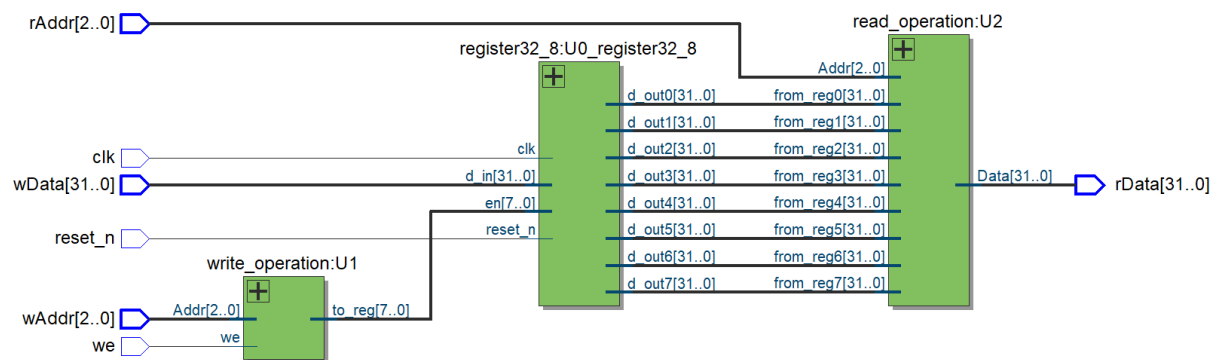 rAddr[2..0]
read_operation:U2
register32_8:U0_register32_8
Addr[2..0]
d_out0[31..0] from_reg0[31..0]
d_out1[31..0] from_reg1[31..0]
clk clk d_out2[31..0] from_reg2[31..0]
wData[31..0] d_in[31..0] d_out3[31..0] from_reg3[31..0] Data[31..0] rData[31..0]
en[7..0] d_out4[31..0] from_reg4[31..0]
reset_n reset_n d_out5[31..0] from_reg5[31..0]
write_operation:U1 d_out6[31..0] from_reg6[31..0]
d_out7[31..0] from_reg7[31..0]
wAddr[2..0] Addr[2..0] to_reg[7..0]
we we